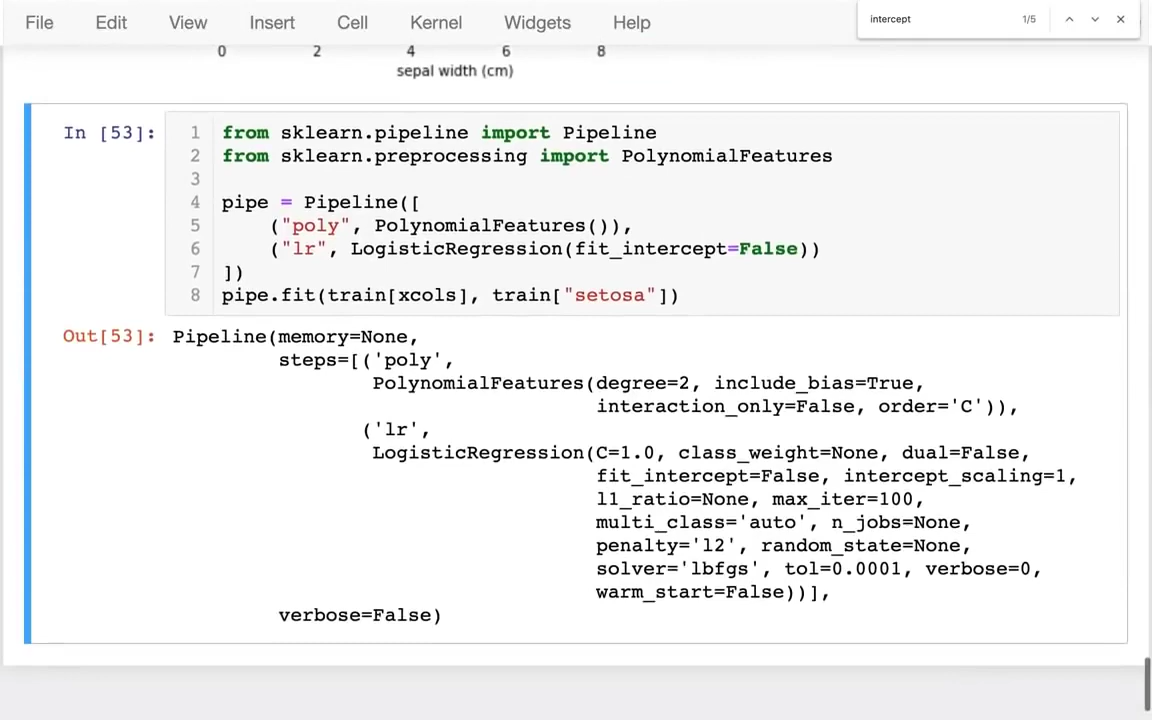 File Edit View Insert Cell Kernel Widgets Help
intercept 1/5
0 2 4 6 8
sepal width (cm)
In [53]:
1 from sklearn.pipeline import Pipeline
2 from sklearn.preprocessing import PolynomialFeatures
3
4 pipe = Pipeline([
5 ("poly", PolynomialFeatures()),
6 ("lr", LogisticRegression(fit_intercept=False))
7 ])
8 pipe.fit(train[xcols], train["setosa"])
Out[53]: Pipeline(memory=None,
steps=[('poly',
PolynomialFeatures(degree=2, include_bias=True,
interaction_only=False, order='C')),
('lr',
LogisticRegression(C=1.0, class_weight=None, dual=False,
fit_intercept=False, intercept_scaling=1,
l1_ratio=None, max_iter=100,
multi_class='auto', n_jobs=None,
penalty='l2', random_state=None,
solver='lbfgs', tol=0.0001, verbose=0,
warm_start=False))],
verbose=False)